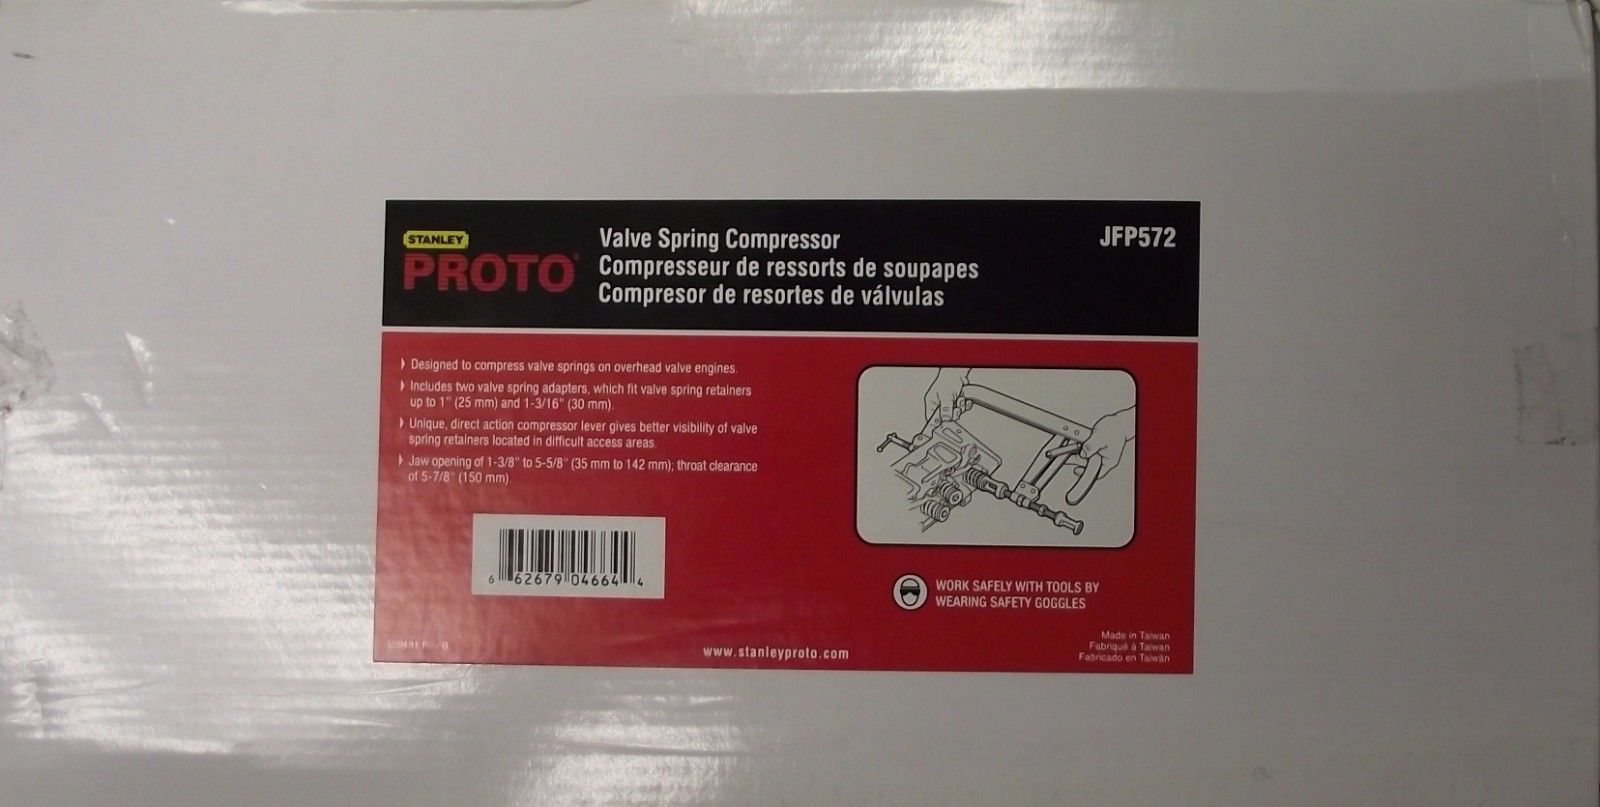 STANLEY
PROTO®
Valve Spring Compressor
Compresseur de ressorts de soupapes
Compresor de resortes de válvulas
JFP572
Designed to compress valve springs on overhead valve engines.
Includes two valve spring adapters, which fit valve spring retainers
up to 1" (25 mm) and 1-3/16" (30 mm).
Unique, direct action compressor lever gives better visibility of valve
spring retainers located in difficult access areas.
Jaw opening of 1-3/8" to 5-5/8" (35 mm to 142 mm); throat clearance
of 5-7/8" (150 mm)
6 62679 04664 4
WORK SAFELY WITH TOOLS BY
WEARING SAFETY GOGGLES
www.stanleyproto.com
Made in Taiwan
Fabriqué à Taiwan
Fabricado en Taiwán